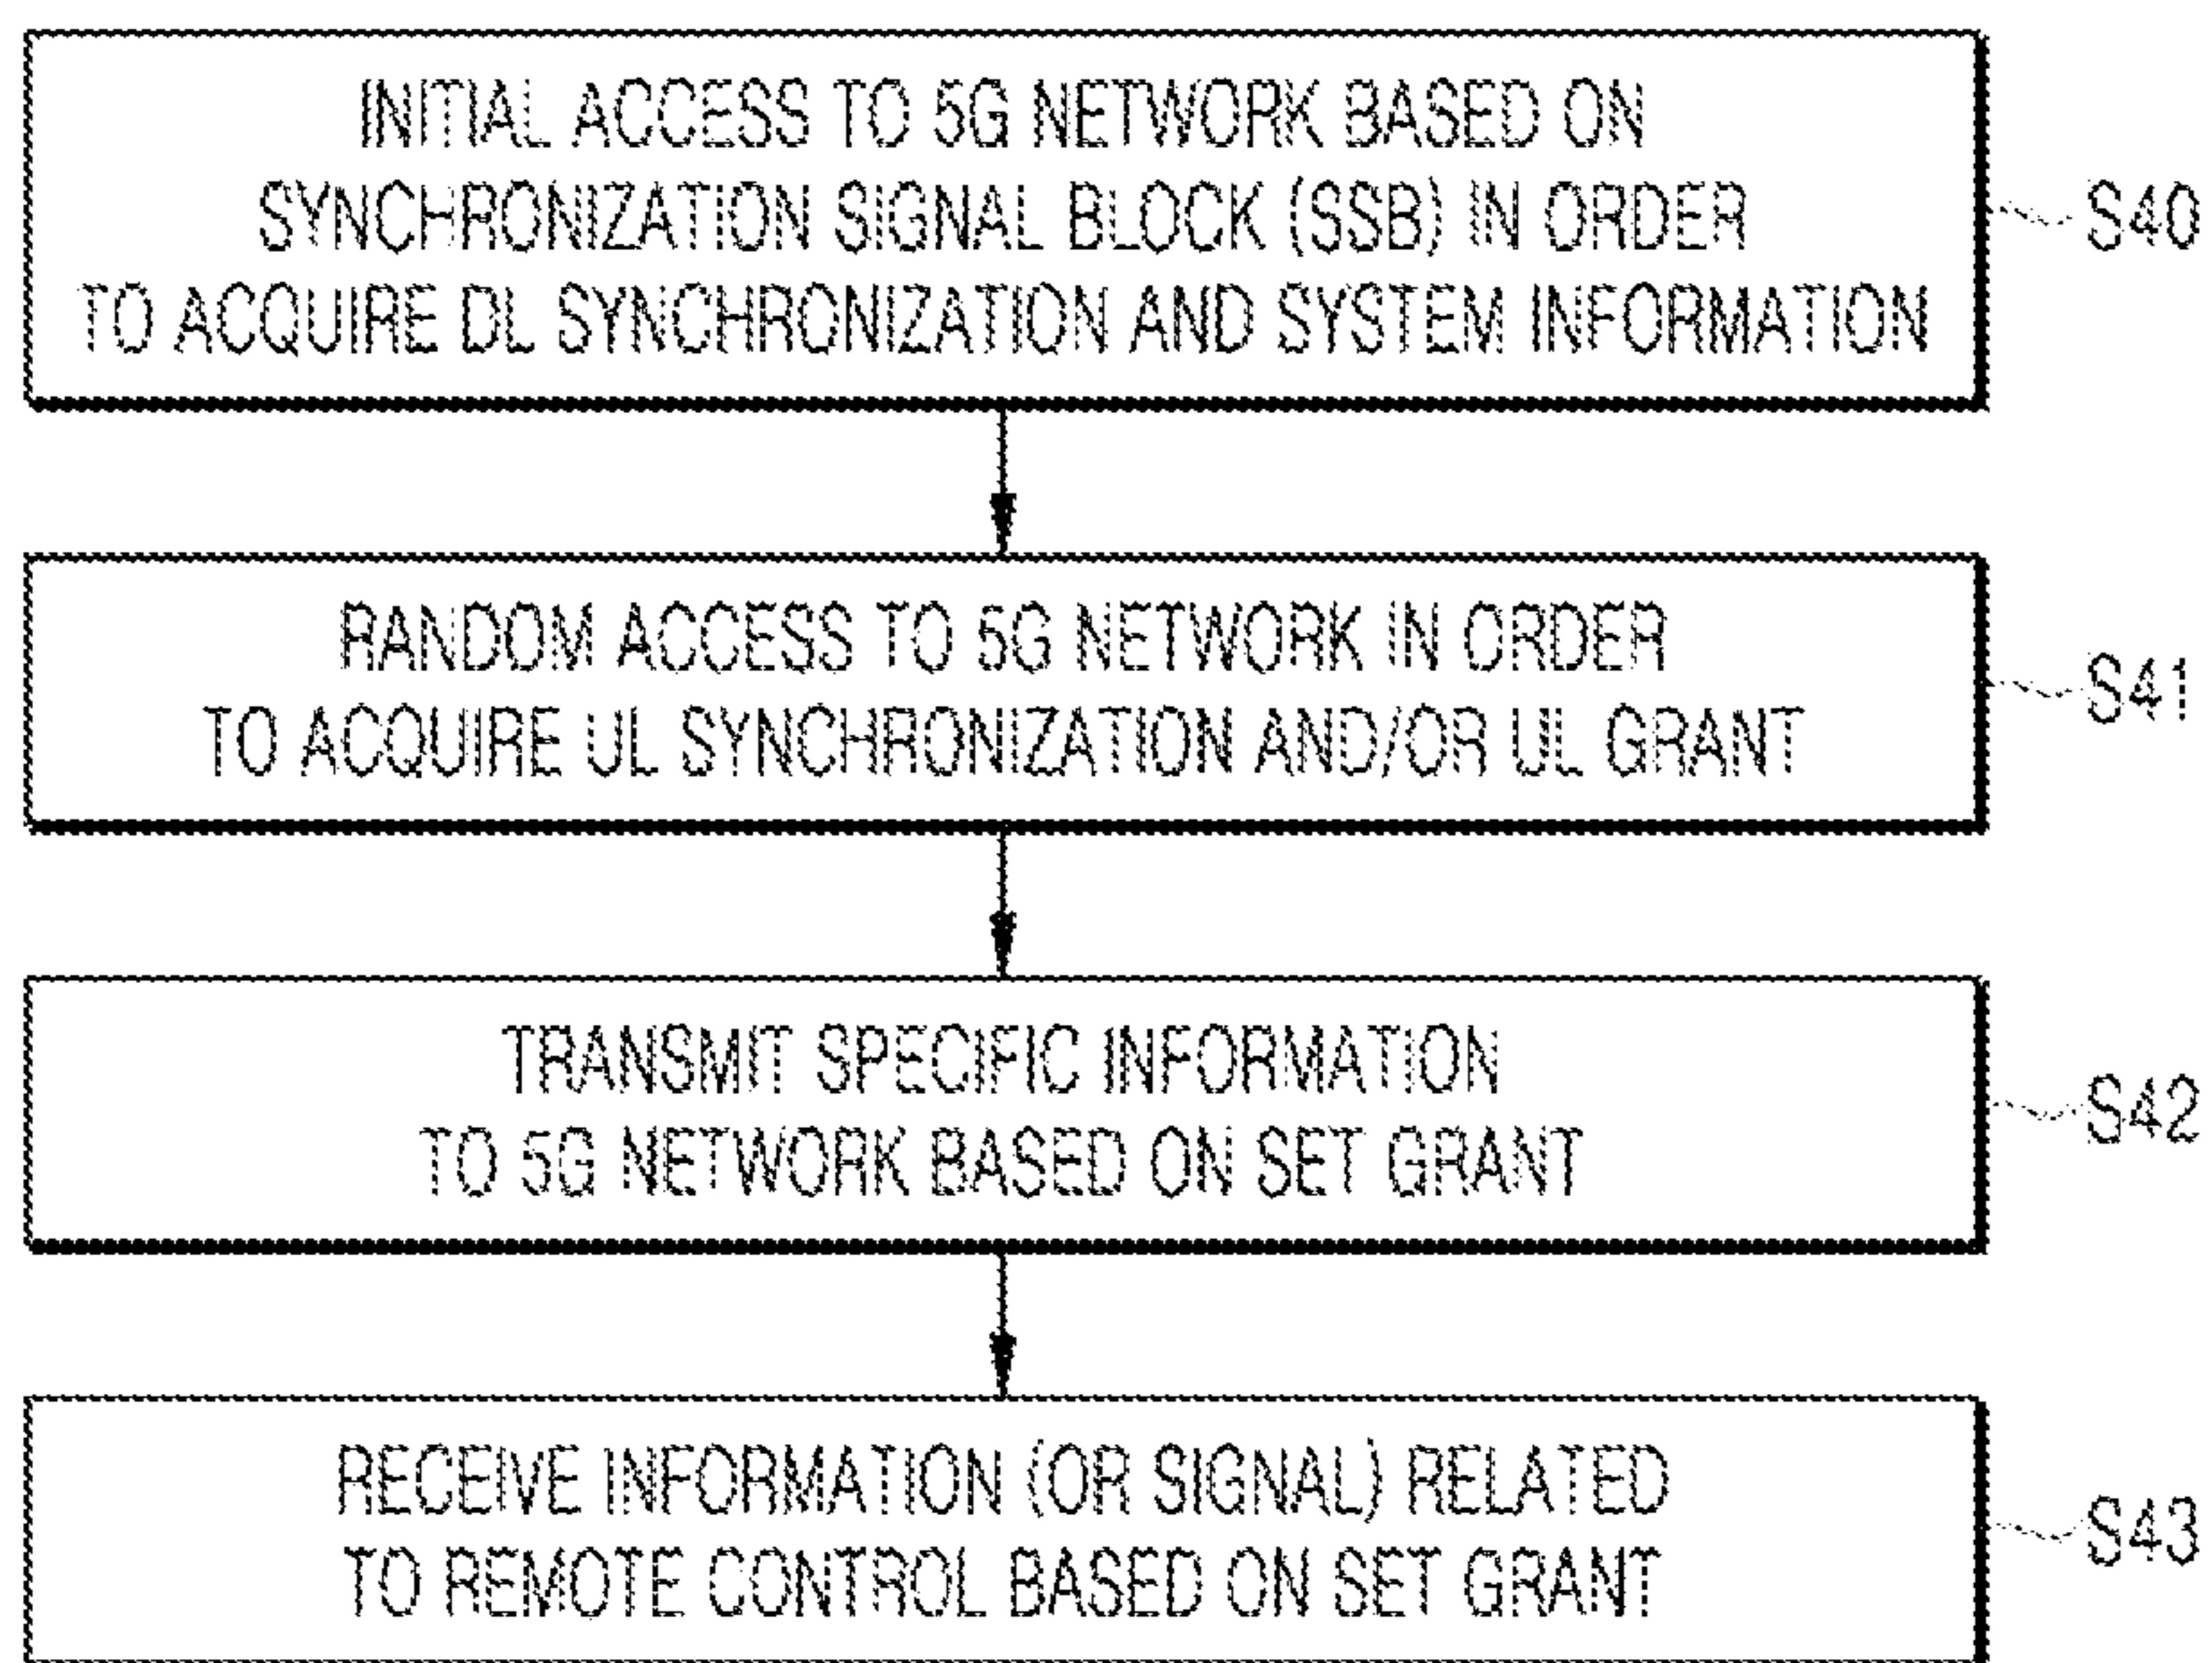 INITIAL ACCESS TO 5G NETWORK BASED ON
SYNCHRONIZATION SIGNAL BLOCK (SSB) IN ORDER
TO ACQUIRE DL SYNCHRONIZATION AND SYSTEM INFORMATION
S40
RANDOM ACCESS TO 5G NETWORK IN ORDER
TO ACQUIRE UL SYNCHRONIZATION AND/OR UL GRANT
S41
TRANSMIT SPECIFIC INFORMATION
TO 5G NETWORK BASED ON SET GRANT
S42
RECEIVE INFORMATION (OR SIGNAL) RELATED
TO REMOTE CONTROL BASED ON SET GRANT
S43